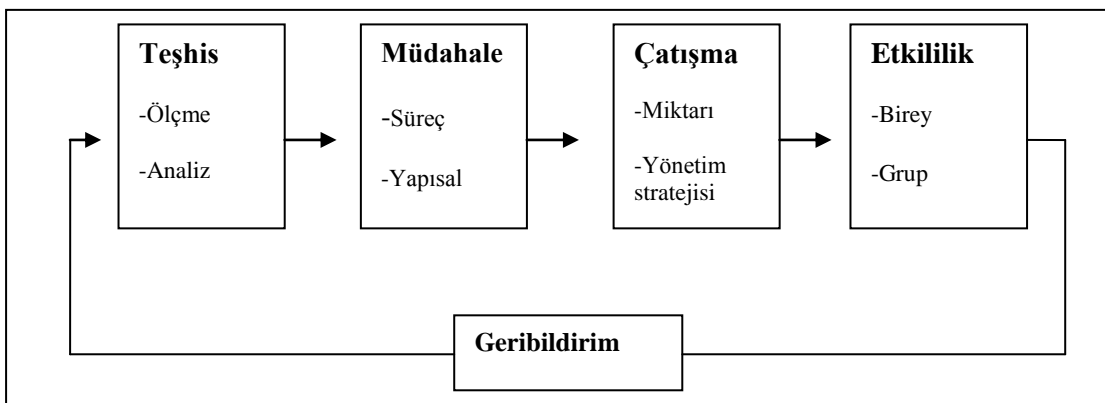 Teşhis
-Ölçme
-Analiz
Müdahale
-Süreç
-Yapısal
Çatışma
-Miktarı
-Yönetim
stratejisi
Etkililik
-Birey
-Grup
Geribildirim